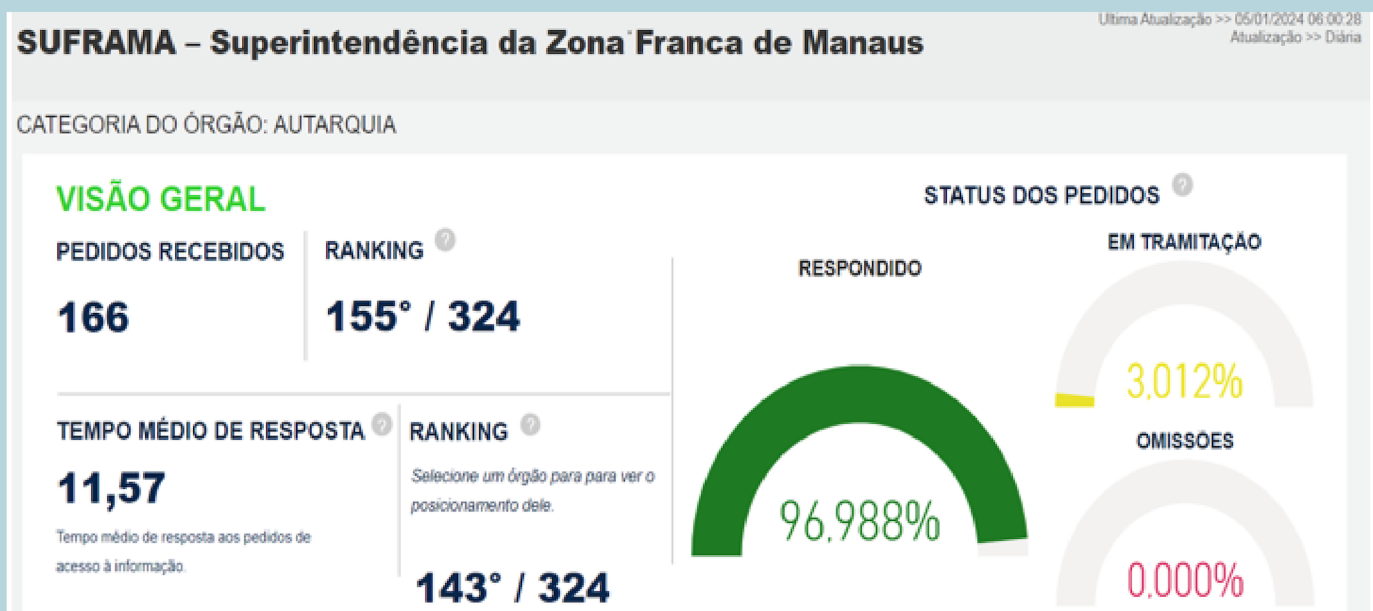 Ultima Atualização >> 05/01/2024 06:00:28
Atualização >> Diária
SUFRAMA – Superintendência da Zona Franca de Manaus
CATEGORIA DO ÓRGÃO: AUTARQUIA
VISÃO GERAL
PEDIDOS RECEBIDOS
166
RANKING ?
155° / 324
TEMPO MÉDIO DE RESPOSTA ?
11,57
Tempo médio de resposta aos pedidos de
acesso à informação.
RANKING ?
Selecione um órgão para para ver o
posicionamento dele.
143° / 324
STATUS DOS PEDIDOS ?
RESPONDIDO
96,988%
EM TRAMITAÇÃO
3,012%
OMISSÕES
0,000%